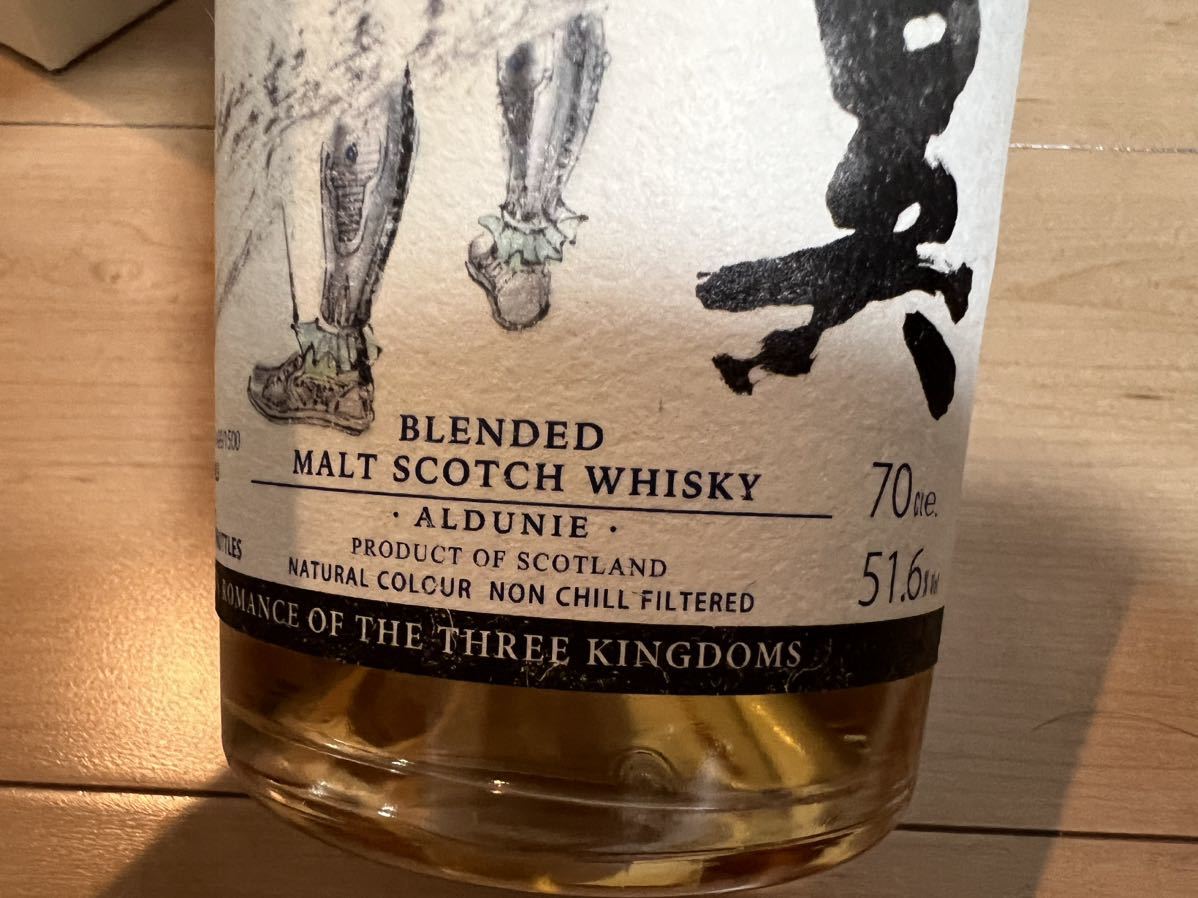 BLENDED
MALT SCOTCH WHISKY
70cl e.
· ALDUNIE ·
PRODUCT OF SCOTLAND
51.6%
NATURAL COLOUR NON CHILL FILTERED
ROMANCE OF THE THREE KINGDOMS